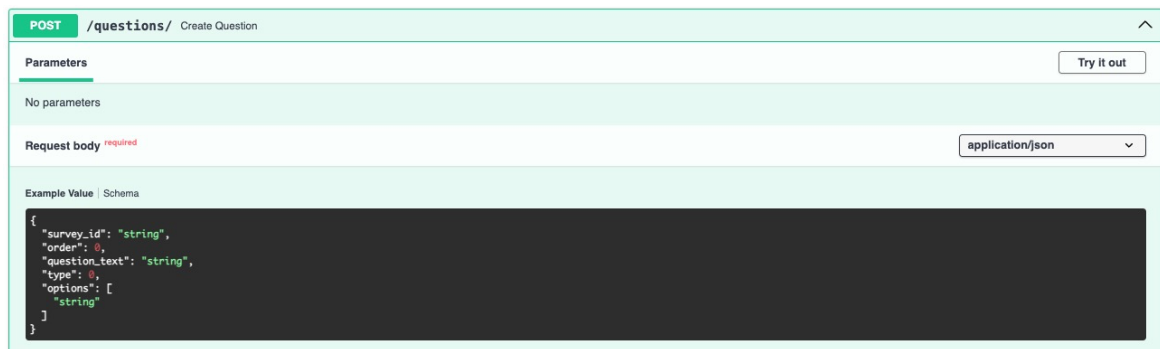 POST /questions/ Create Question
Parameters
Try it out
No parameters
Request body required
application/json
Example Value | Schema
{
  "survey_id": "string",
  "order": 0,
  "question_text": "string",
  "type": 0,
  "options": [
    "string"
  ]
}